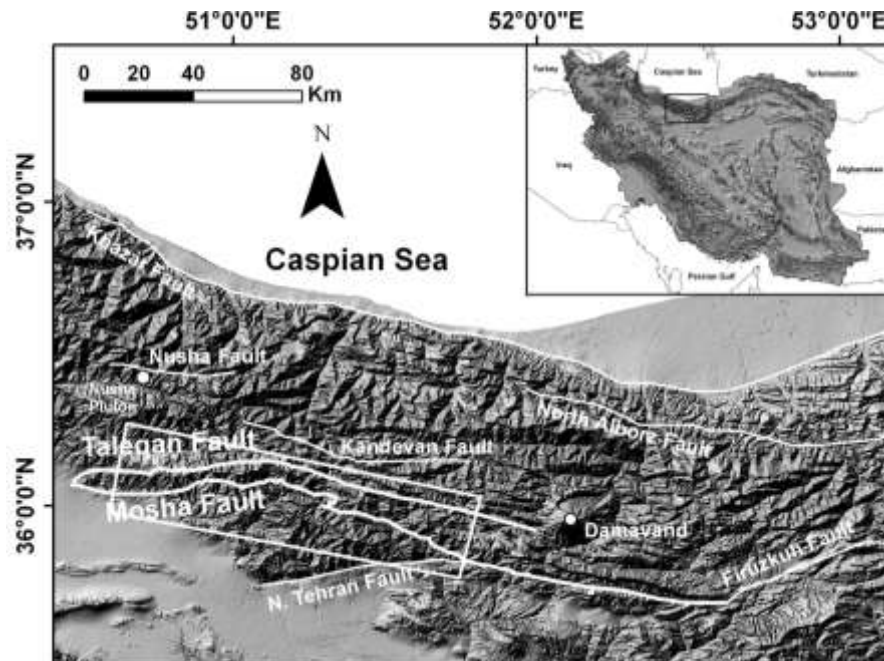 51°0'0"E 52°0'0"E 53°0'0"E
0 20 40 80
Km
N
Caspian Sea
37°0'0"N
36°0'0"N
Turkey
Caspian Sea
Turkmenistan
Iraq
Afghanistan
Persian Gulf
Khazar Fault
Nusha Fault
Nusha
Pluton
North Alborz Fault
Kandevan Fault
Taleqan Fault
Mosha Fault
Damavand
Firuzkuh Fault
N. Tehran Fault